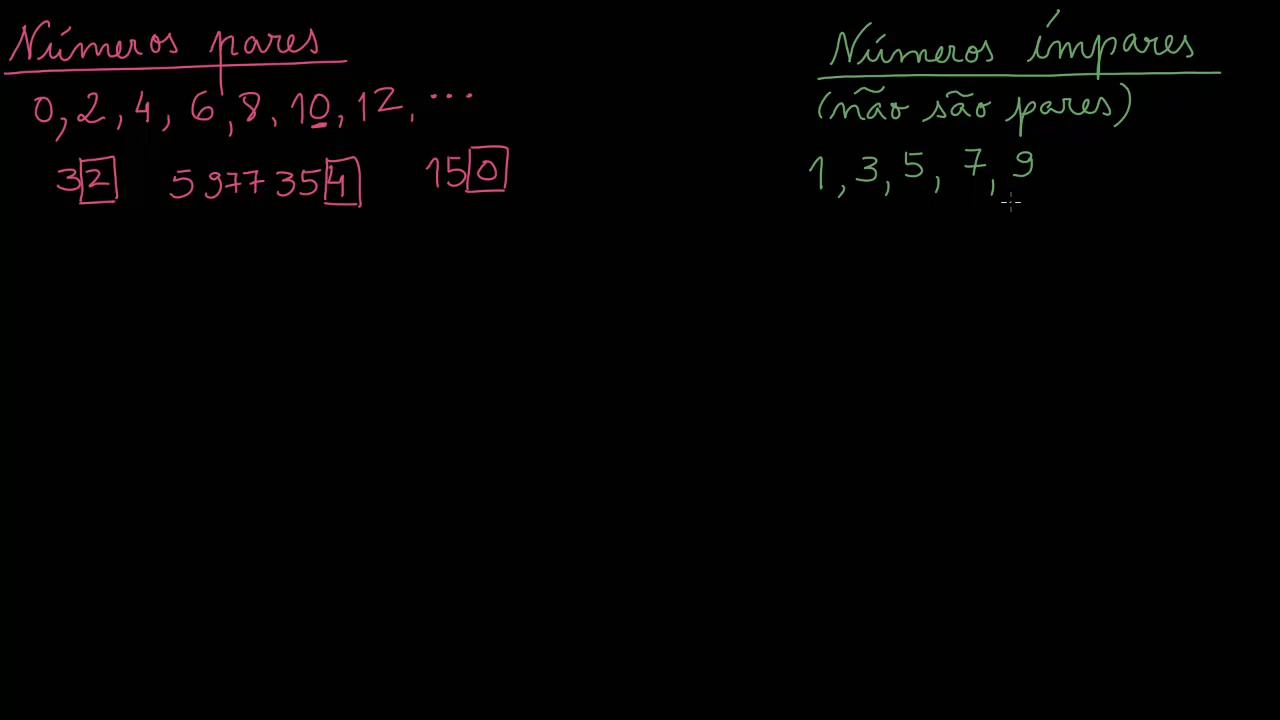 Números pares
0, 2, 4, 6, 8, 10, 12, ...
32 5977354 150
Números ímpares
(não são pares)
1, 3, 5, 7, 9